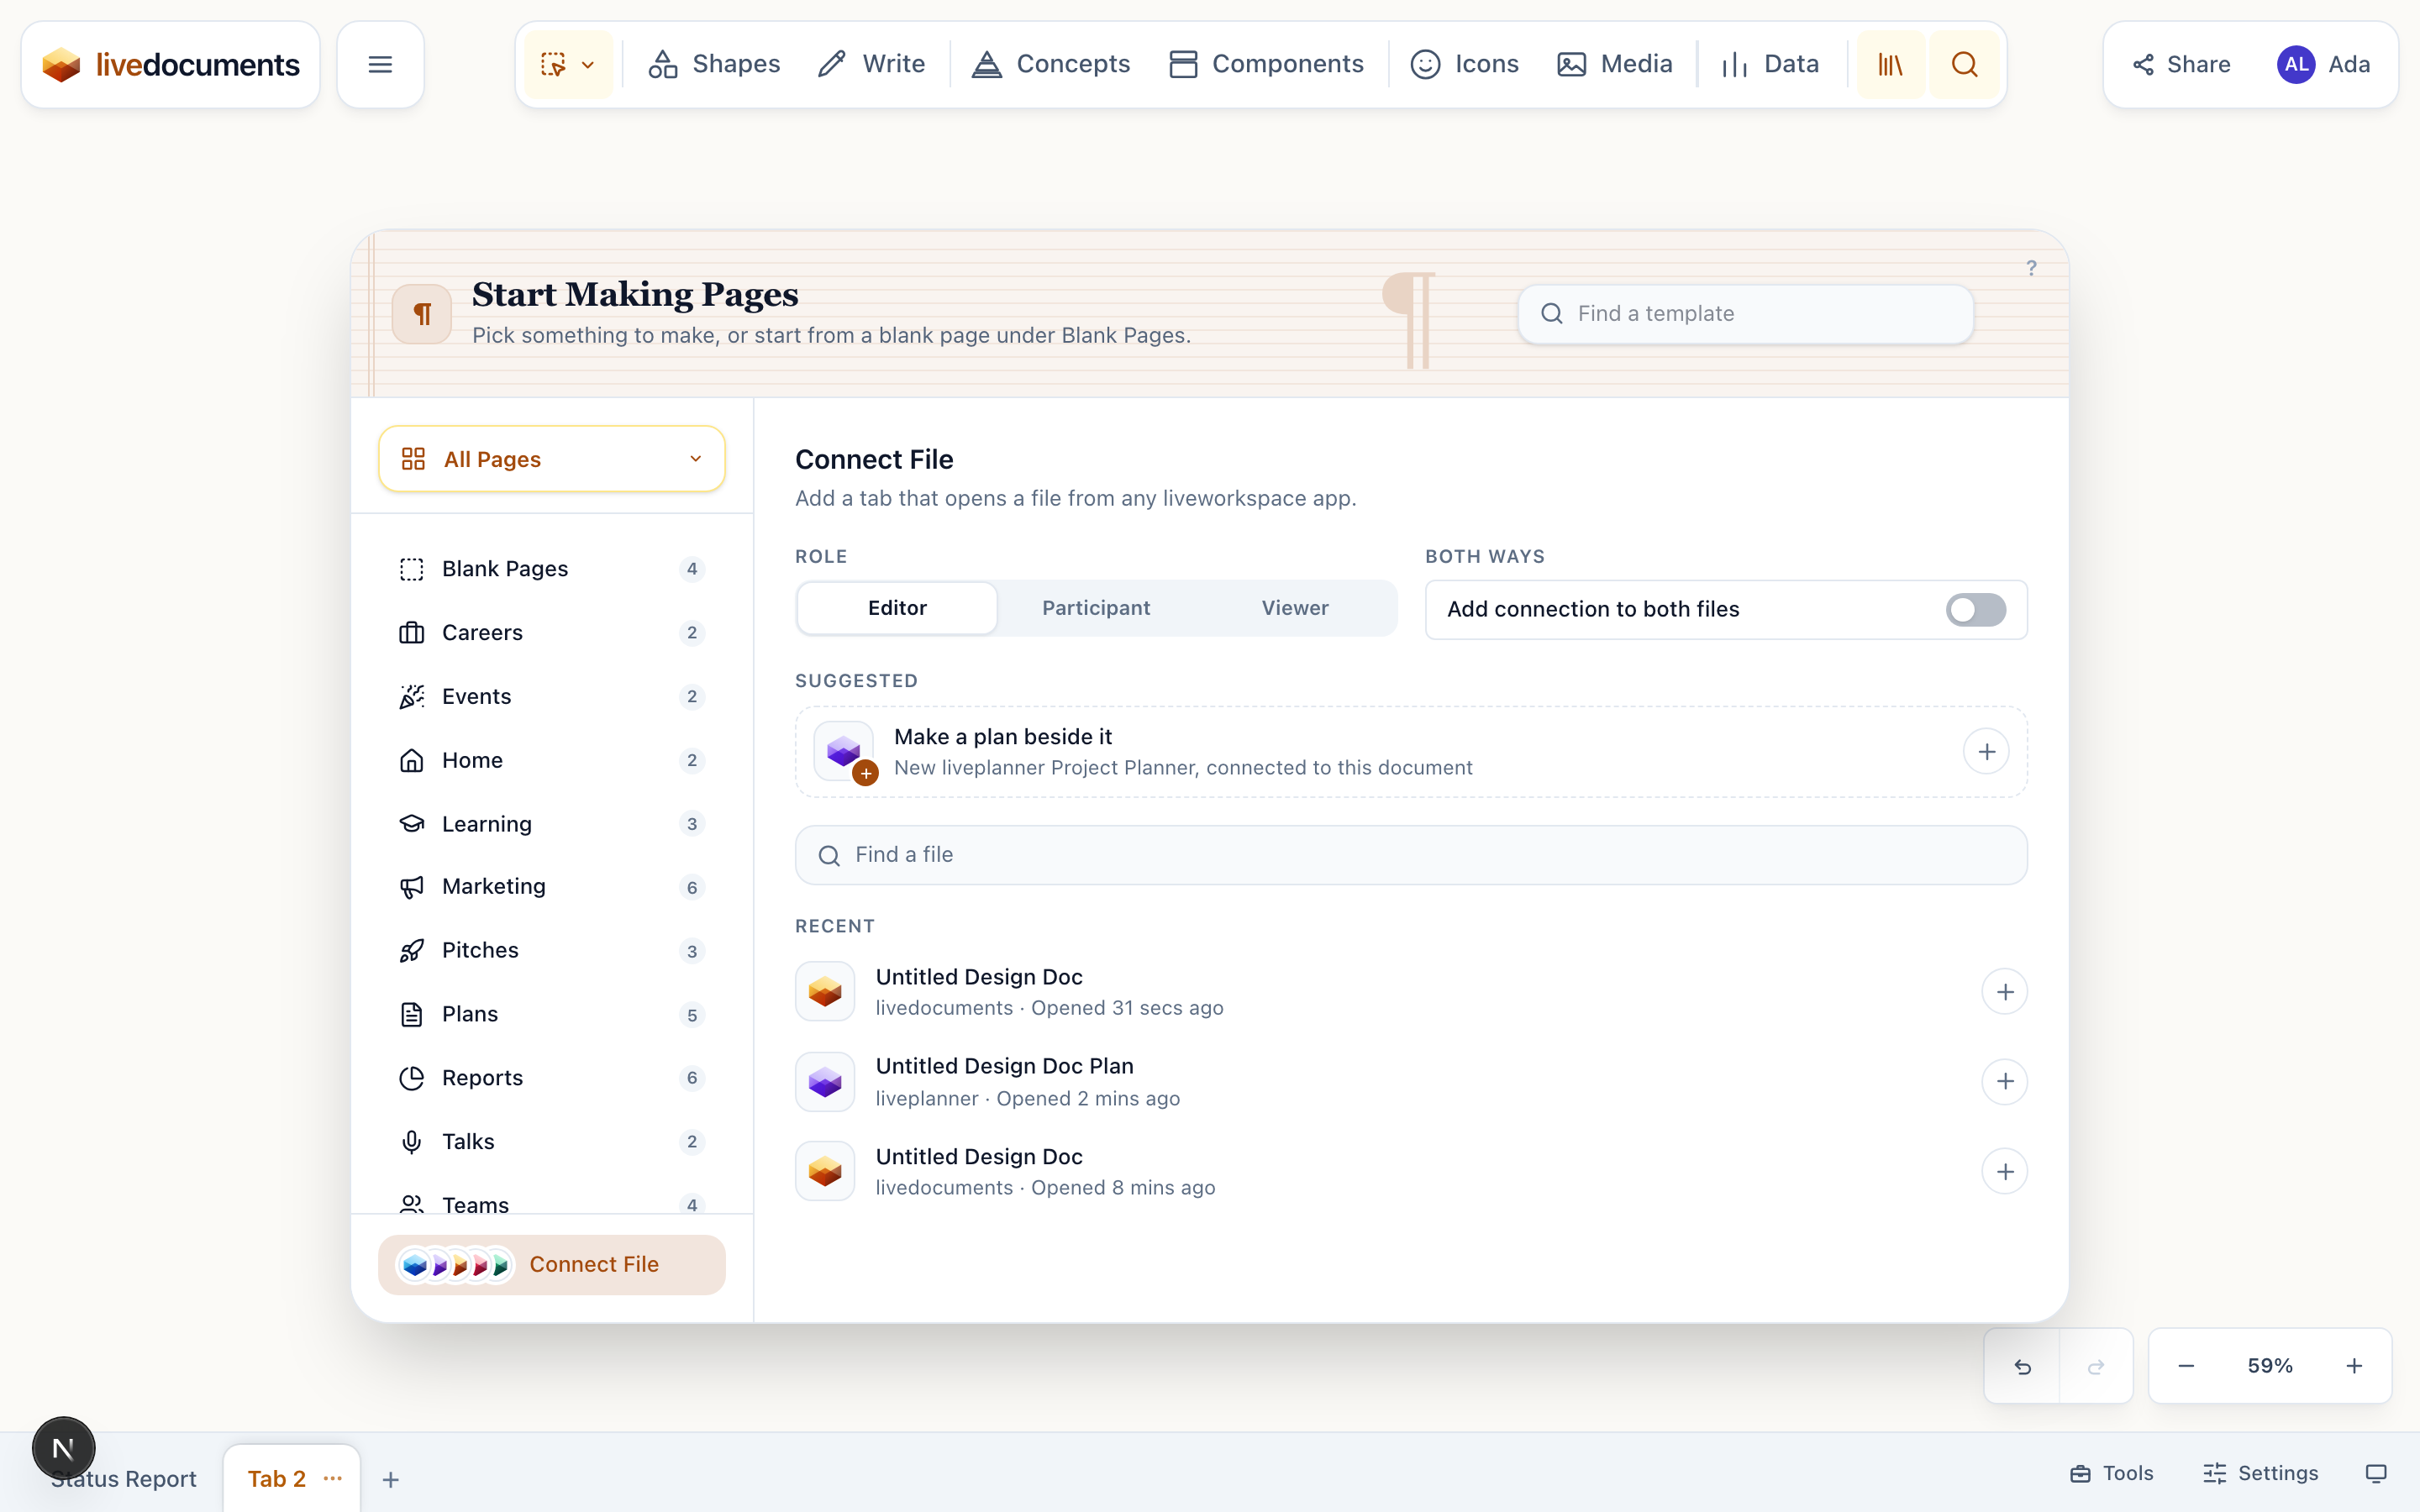 livedocuments
Shapes
Write
Concepts
Components
Icons
Media
Data
Share
AL
Ada
¶
Start Making Pages
Pick something to make, or start from a blank page under Blank Pages.
¶
Find a template
?
All Pages
Blank Pages 4
Careers 2
Events 2
Home 2
Learning 3
Marketing 6
Pitches 3
Plans 5
Reports 6
Talks 2
Teams 4
Connect File
Connect File
Add a tab that opens a file from any liveworkspace app.
ROLE
Editor Participant Viewer
BOTH WAYS
Add connection to both files
SUGGESTED
Make a plan beside it
New liveplanner Project Planner, connected to this document
Find a file
RECENT
Untitled Design Doc
livedocuments · Opened 31 secs ago
Untitled Design Doc Plan
liveplanner · Opened 2 mins ago
Untitled Design Doc
livedocuments · Opened 8 mins ago
59%
N
Status Report
Tab 2
Tools
Settings